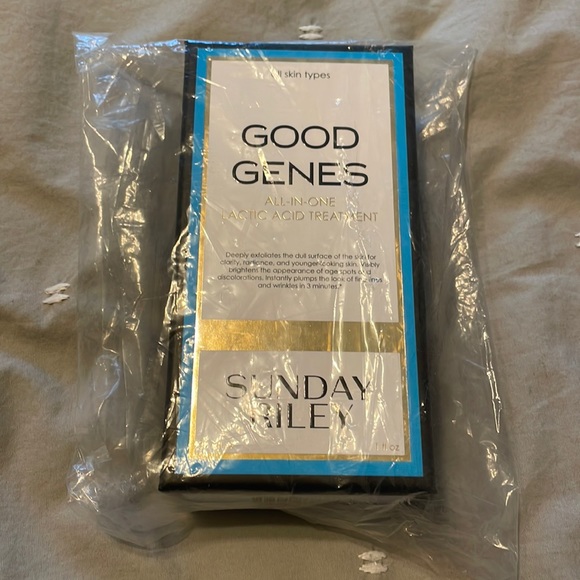 skin types
GOOD
GENES
ALL-IN-ONE
LACTIC ACID TREATMENT
Deeply exfoliates the dull surface of the skin for
clarity, radiance, and younger-looking skin. Visibly
brightens the appearance of age spots and
discolorations. Instantly plumps the look of fine lines
and wrinkles in 3 minutes.*
SUNDAY
RILEY
fl oz